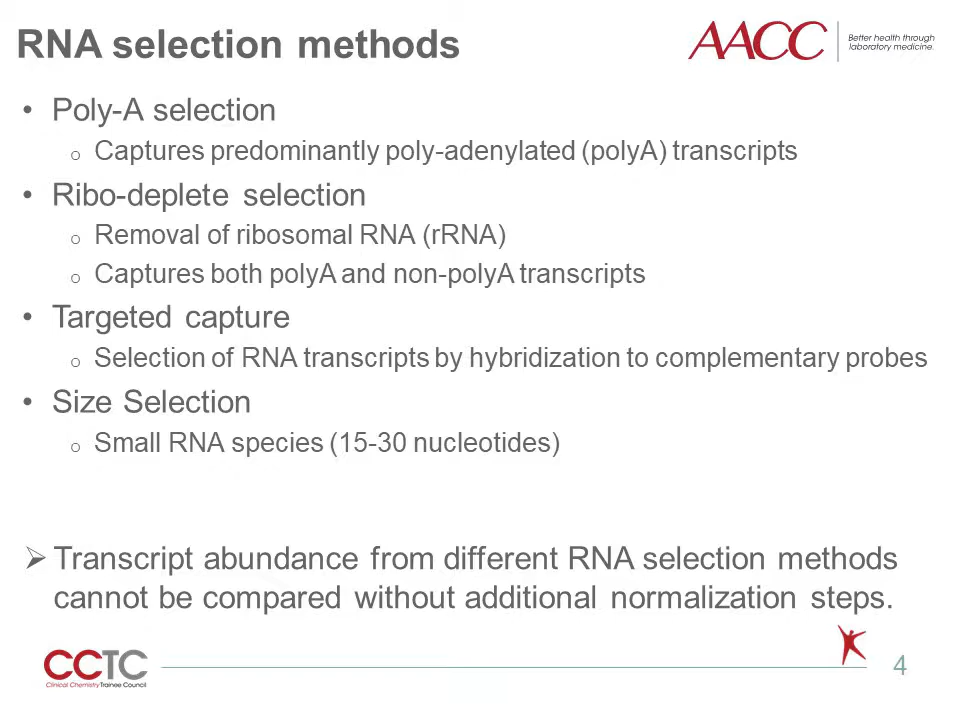 RNA selection methods
AACC
Better health through
laboratory medicine.
• Poly-A selection
o Captures predominantly poly-adenylated (polyA) transcripts
• Ribo-deplete selection
o Removal of ribosomal RNA (rRNA)
o Captures both polyA and non-polyA transcripts
• Targeted capture
o Selection of RNA transcripts by hybridization to complementary probes
• Size Selection
o Small RNA species (15-30 nucleotides)
➢ Transcript abundance from different RNA selection methods
cannot be compared without additional normalization steps.
CCTC
Clinical Chemistry Trainee Council
4